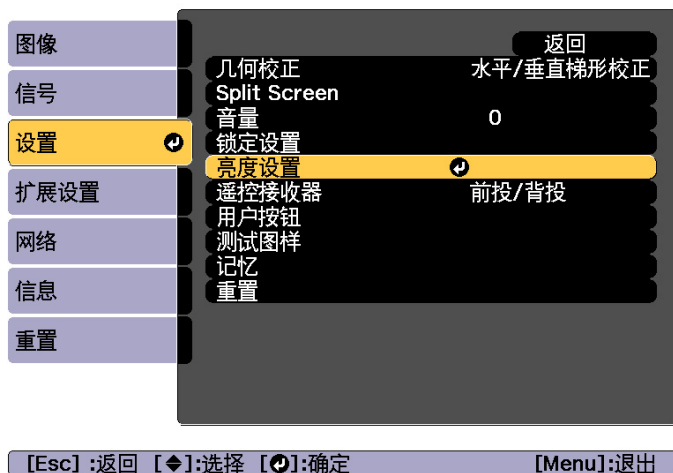 图像
信号
设置
扩展设置
网络
信息
重置
返回
几何校正 水平/垂直梯形校正
Split Screen
音量 0
锁定设置
亮度设置
遥控接收器 前投/背投
用户按钮
测试图样
记忆
重置
[Esc] :返回 [◆]:选择 [⏎]:确定 [Menu]:退出